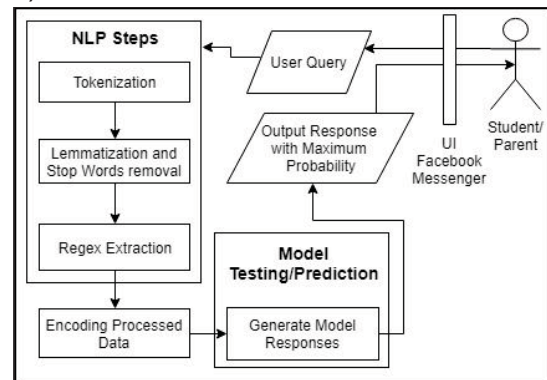 NLP Steps
Tokenization
Lemmatization and
Stop Words removal
Regex Extraction
Encoding Processed
Data
User Query
Output Response
with Maximum
Probability
Model
Testing/Prediction
Generate Model
Responses
UI
Facebook
Messenger
Student/
Parent